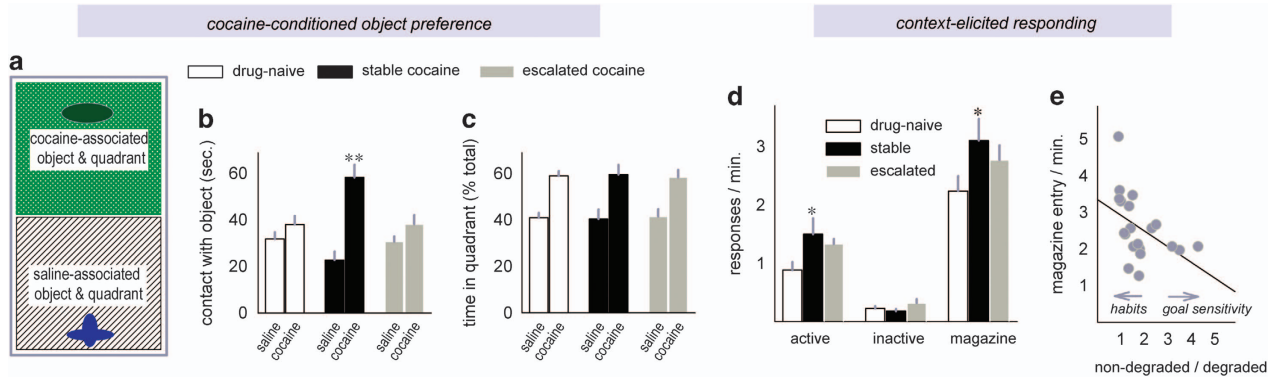 cocaine-conditioned object preference
context-elicited responding
a
cocaine-associated
object & quadrant
saline-associated
object & quadrant
drug-naive
stable cocaine
escalated cocaine
b
contact with object (sec.)
60
40
20
0
saline
cocaine
saline
cocaine
saline
cocaine
**
c
time in quadrant (% total)
60
40
20
0
saline
cocaine
saline
cocaine
saline
cocaine
d
responses / min.
3
2
1
drug-naive
stable
escalated
*
*
active
inactive
magazine
e
magazine entry / min.
5
4
3
2
1
habits
goal sensitivity
1 2 3 4 5
non-degraded / degraded